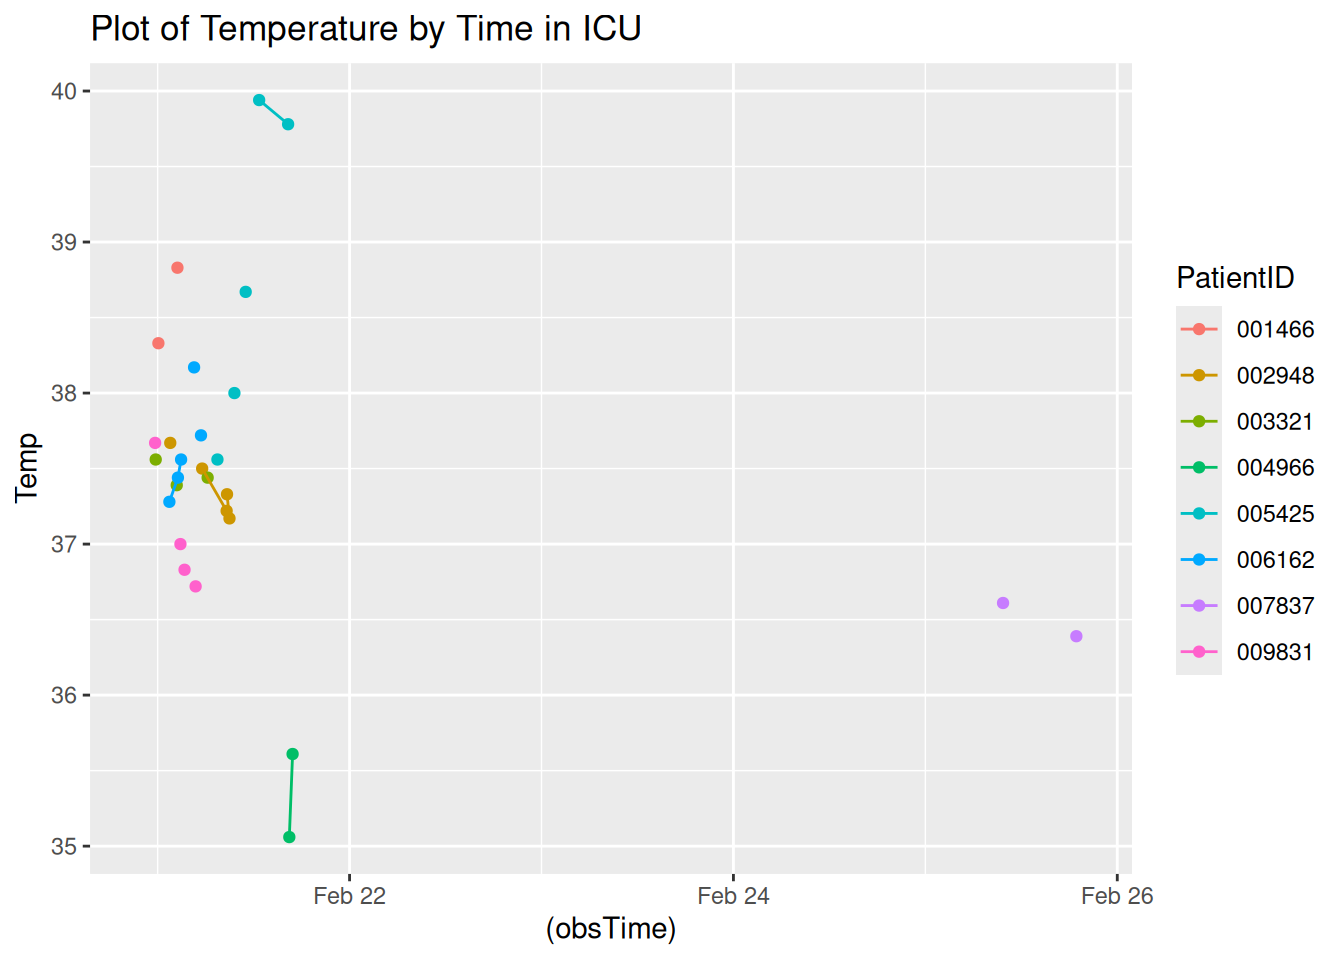 Plot of Temperature by Time in ICU
40
39
38
37
36
35
Temp
Feb 22
Feb 24
Feb 26
(obsTime)
PatientID
001466
002948
003321
004966
005425
006162
007837
009831